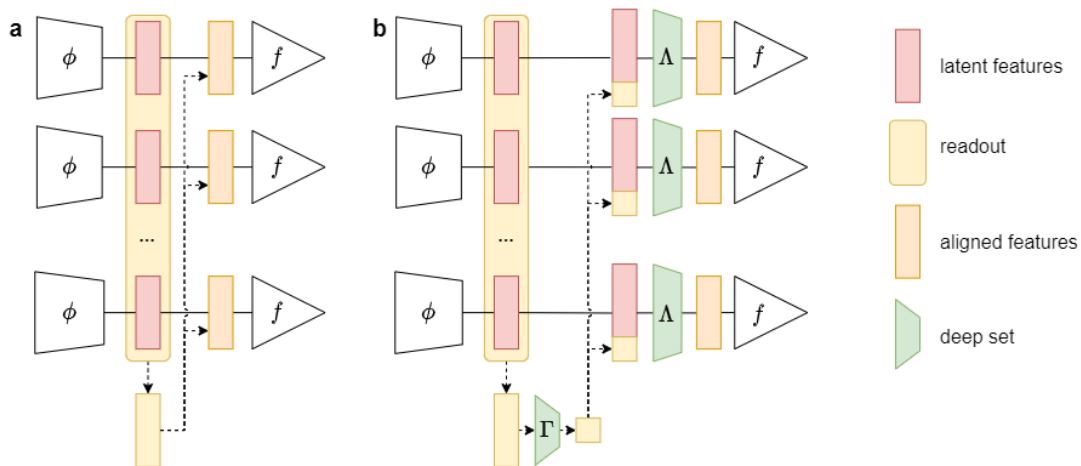 a
b
ϕ
f
ϕ
Λ
f
latent features
ϕ
f
ϕ
Λ
f
readout
...
...
aligned features
ϕ
f
ϕ
Λ
f
deep set
Γ